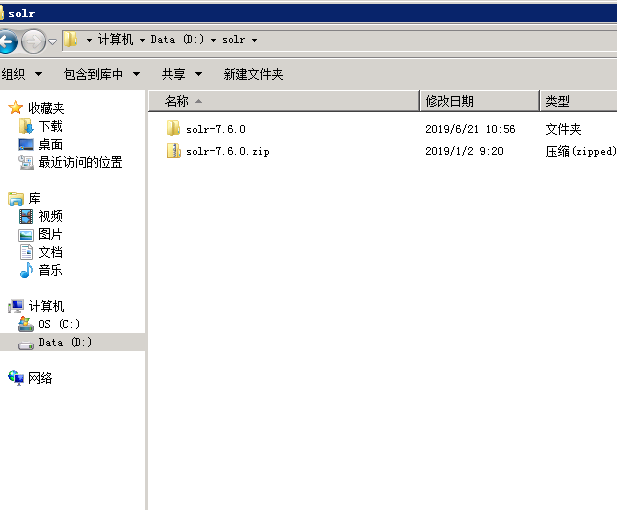 solr
计算机 Data (D:) solr
组织 包含到库中 共享 新建文件夹
收藏夹
下载
桌面
最近访问的位置
库
视频
图片
文档
音乐
计算机
OS (C:)
Data (D:)
网络
名称 修改日期 类型
solr-7.6.0 2019/6/21 10:56 文件夹
solr-7.6.0.zip 2019/1/2 9:20 压缩(zipped)